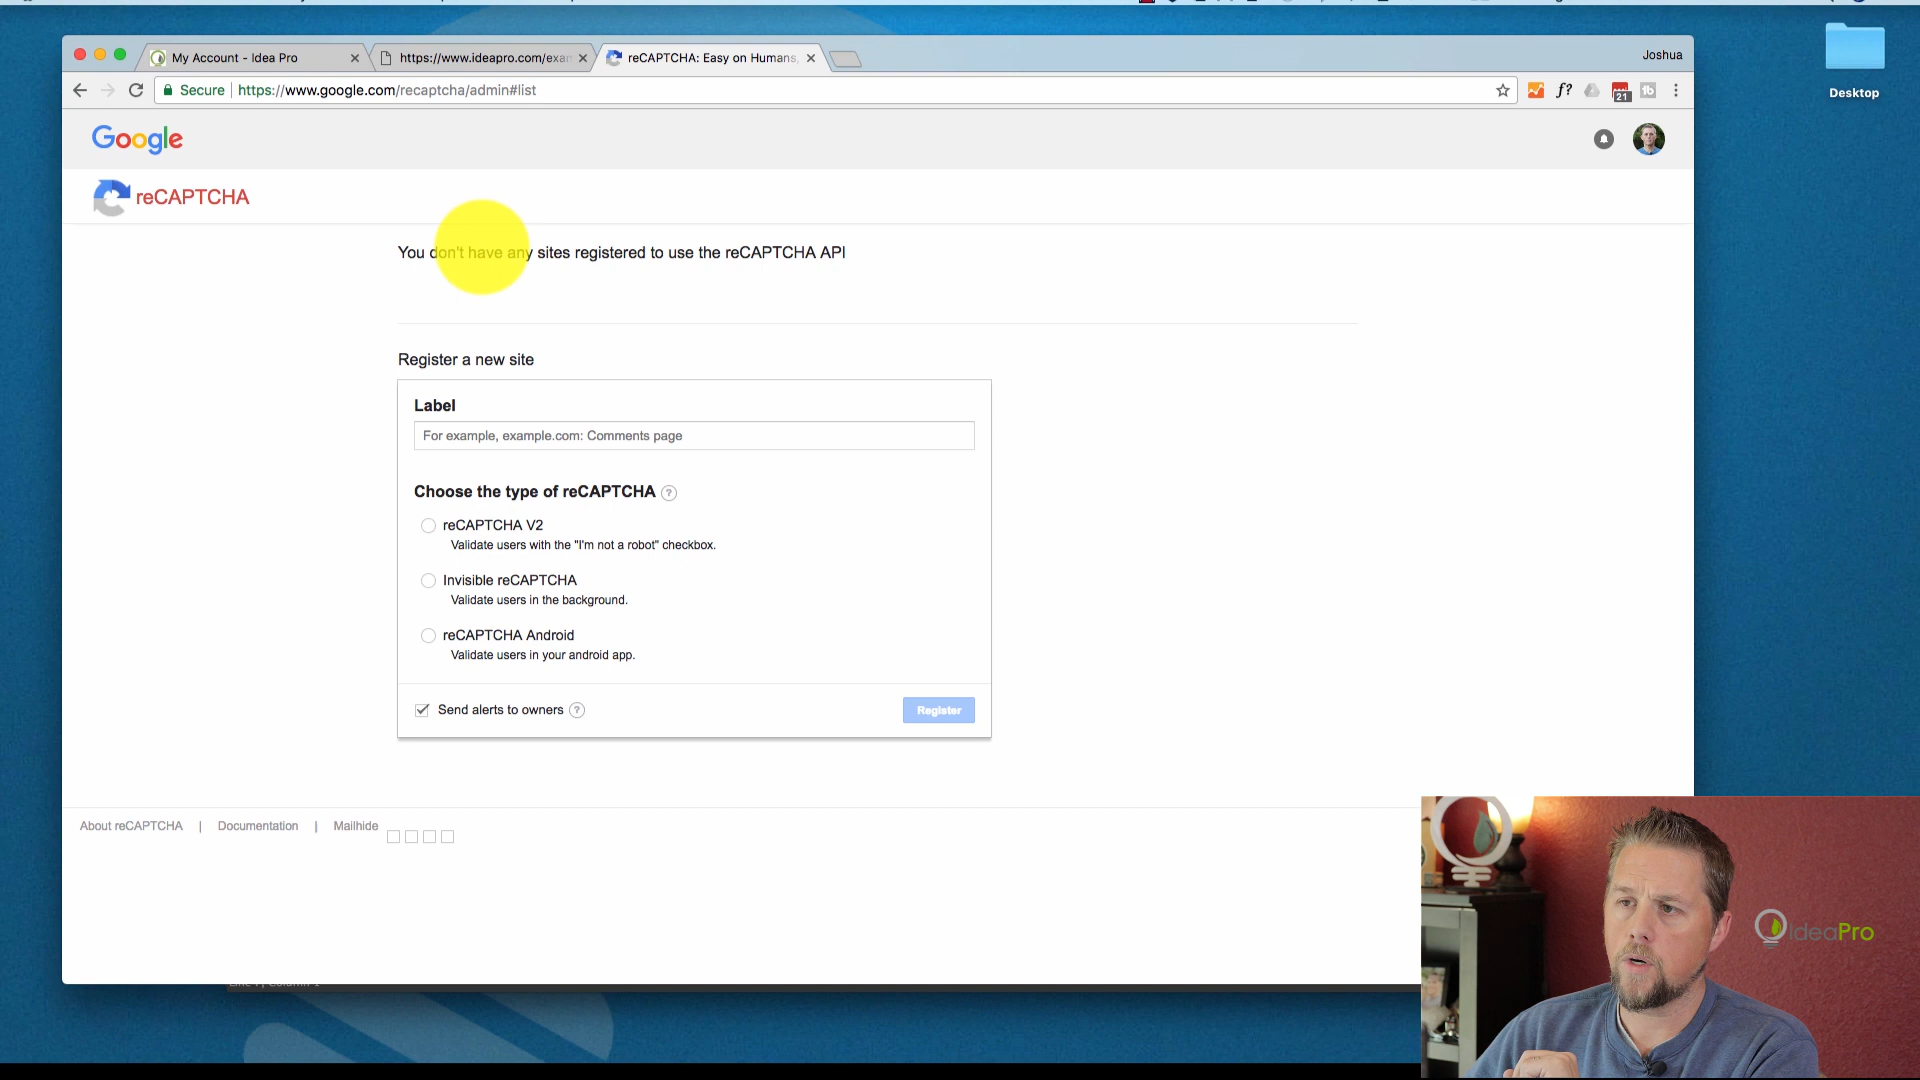 Joshua
My Account - Idea Pro
https://www.ideapro.com/exam
reCAPTCHA: Easy on Humans,
Desktop
Secure
https://www.google.com/recaptcha/admin#list
f?
21
Google
reCAPTCHA
You don't have any sites registered to use the reCAPTCHA API
Register a new site
Label
For example, example.com: Comments page
Choose the type of reCAPTCHA ?
reCAPTCHA V2
Validate users with the "I'm not a robot" checkbox.
Invisible reCAPTCHA
Validate users in the background.
reCAPTCHA Android
Validate users in your android app.
Send alerts to owners ?
Register
About reCAPTCHA | Documentation | Mailhide
IdeaPro